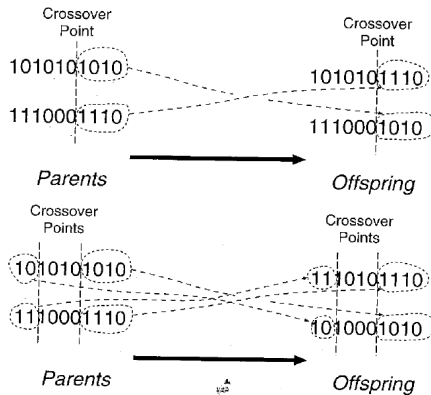 Crossover
Point
1010101010
1110001110
Parents
Crossover
Point
1010101110
1110001010
Offspring
Crossover
Points
1010101010
1110001110
Parents
Crossover
Points
1110101110
1010001010
Offspring